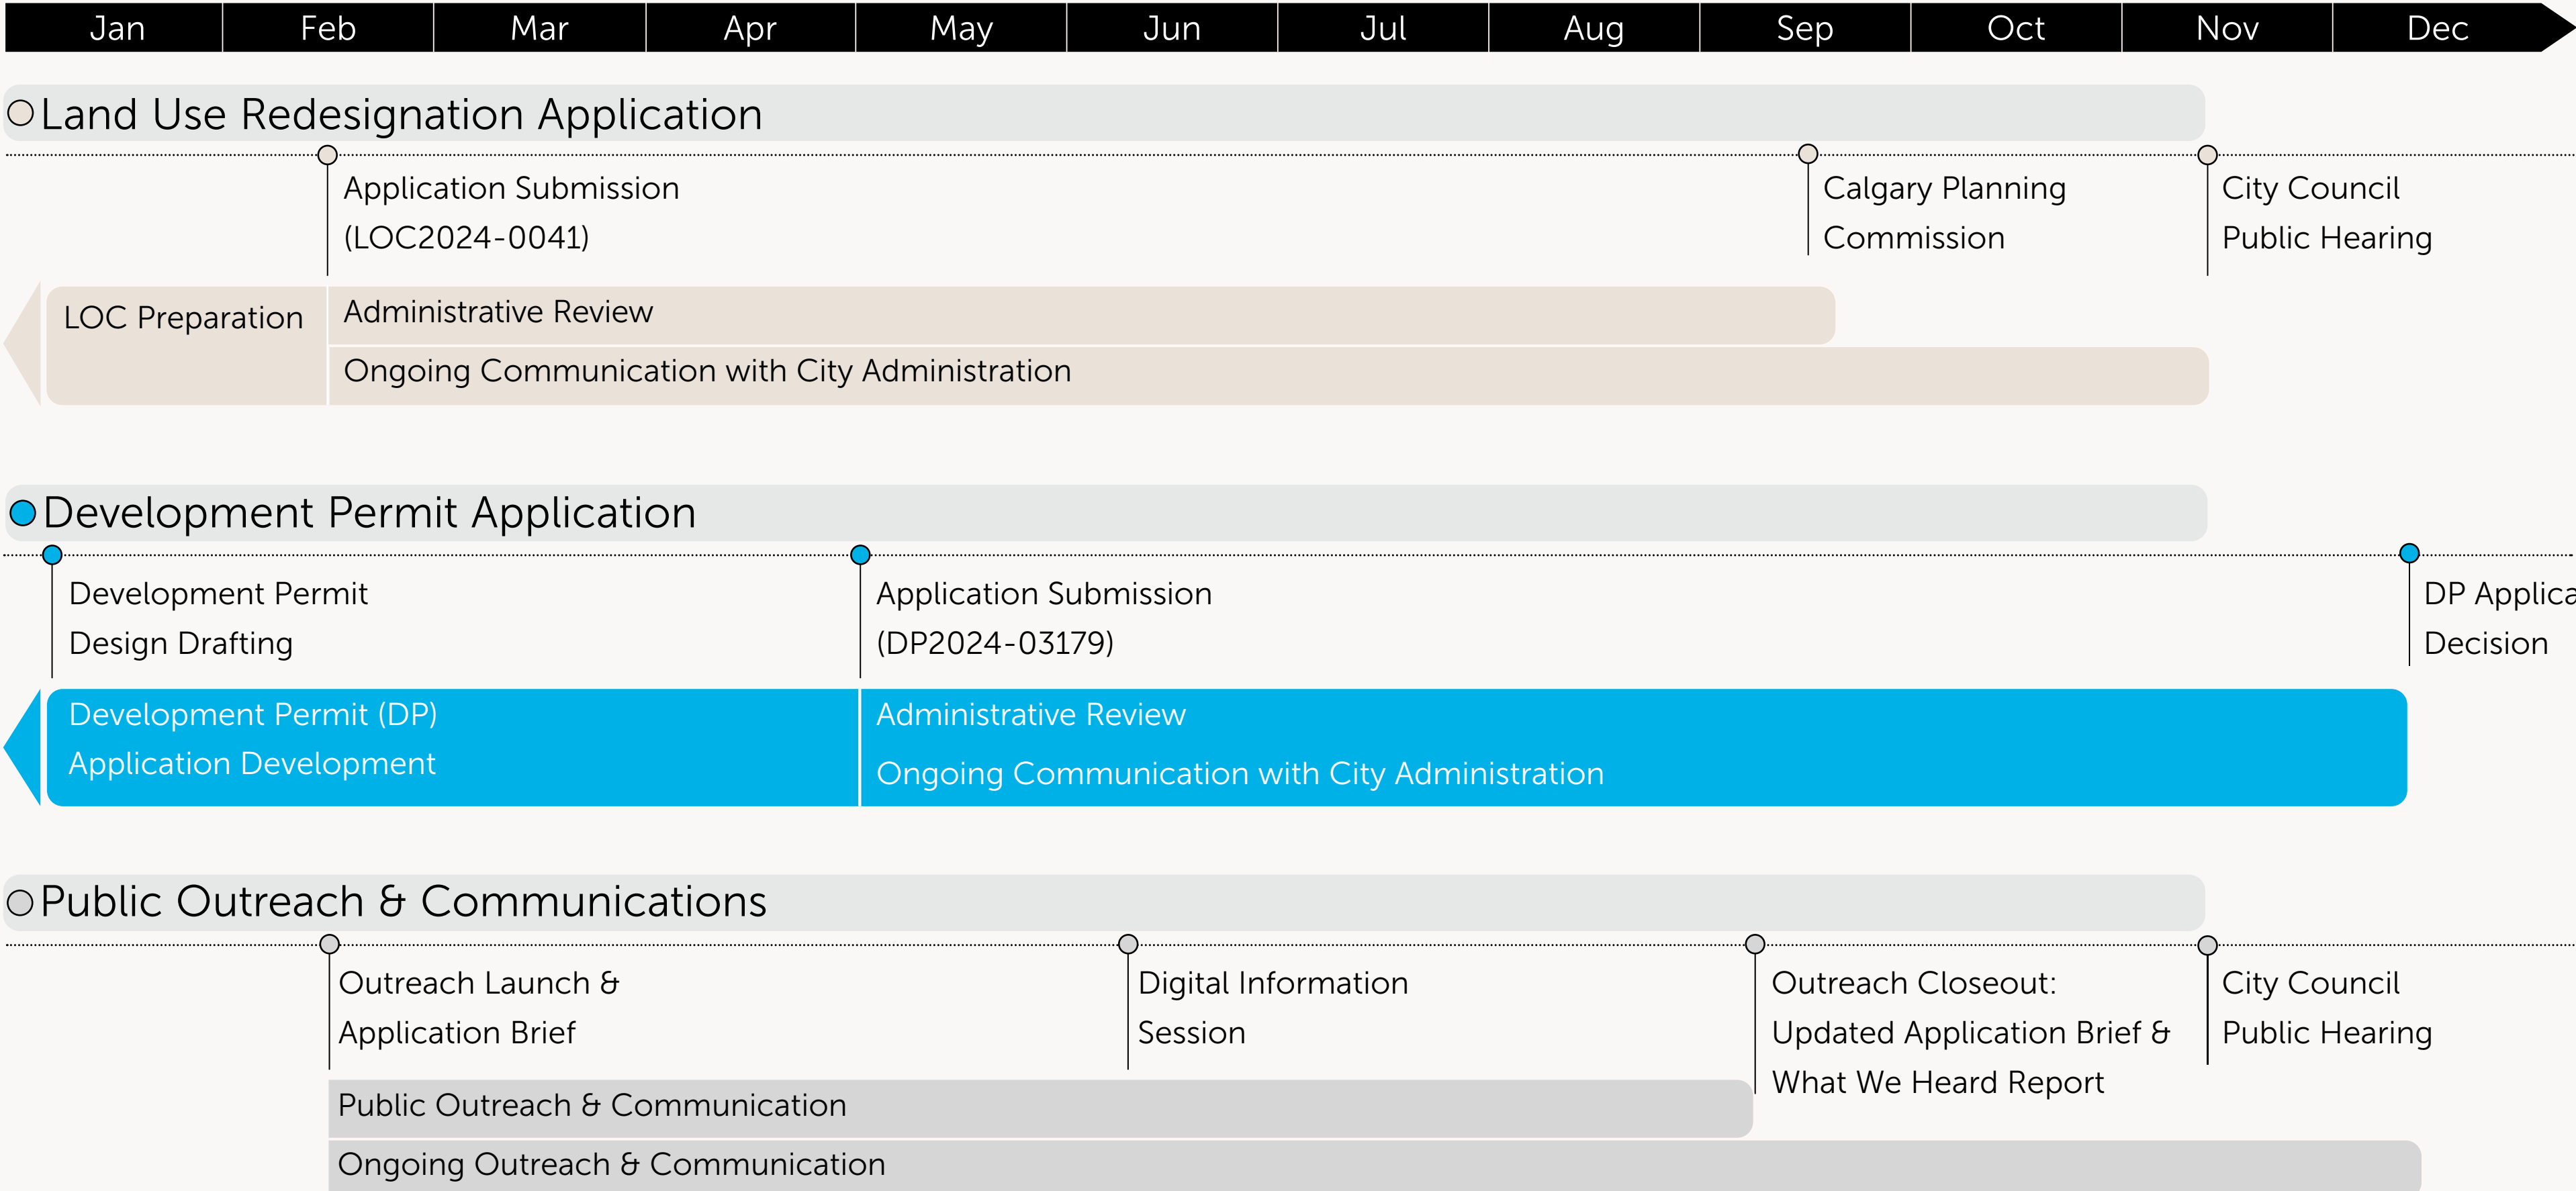 Jan Feb Mar Apr May Jun Jul Aug Sep Oct Nov Dec
Land Use Redesignation Application
Application Submission
(LOC2024-0041)
Calgary Planning
Commission
City Council
Public Hearing
LOC Preparation
Administrative Review
Ongoing Communication with City Administration
Development Permit Application
Development Permit
Design Drafting
Application Submission
(DP2024-03179)
DP Applica
Decision
Development Permit (DP)
Application Development
Administrative Review
Ongoing Communication with City Administration
Public Outreach & Communications
Outreach Launch &
Application Brief
Digital Information
Session
Outreach Closeout:
Updated Application Brief &
What We Heard Report
City Council
Public Hearing
Public Outreach & Communication
Ongoing Outreach & Communication